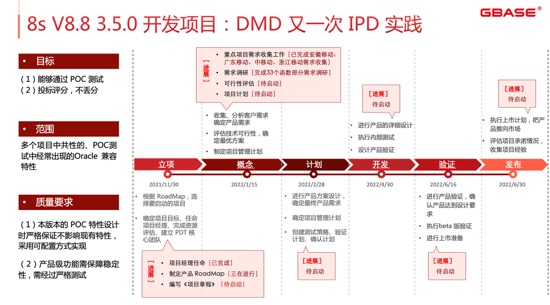 8s V8.8 3.5.0 开发项目：DMD 又一次 IPD 实践
GBASE®
目标
（1）能够通过 POC 测试
（2）投标评分，不丢分
范围
多个项目中共性的、POC测
试中经常出现的Oracle 兼容
特性
质量要求
（1）本版本的 POC 特性设计
时严格保证不影响现有特性，
采用可配置方式实现
（2）产品级功能需保障稳定
性，需经过严格测试
【进展】
重点项目需求收集工作【已完成安徽移动、
广东移动、中移动、浙江移动需求收集】
需求调研【完成33个函数部分需求调研】
可行性评估【待启动】
项目计划【待启动】
收集、分析客户需求
确定产品需求
评估技术可行性，确
定最优方案
制定项目管理计划
【进展】
待启动
进行产品的详细设计
执行内部测试
设计产品验证
【进展】
待启动
执行上市计划，把产
品推向市场
评估项目承诺情况，
收集项目经验
立项
概念
计划
开发
验证
发布
2021/11/30
2022/1/15
2022/2/28
2022/4/30
2022/6/16
2022/6/30
根据 RoadMap，选
择要启动的项目
确定项目目标、任命
项目经理、完成资源
评估、建立 PDT 核
心团队
【进展】
项目经理任命【已完成】
制定产品 RoadMap【正在进行】
编写《项目章程》【待启动】
进行产品方案设计，
确定最终产品需求
确定项目管理计划
创建测试策略、验证
计划、确认计划
【进展】
待启动
进行产品验证，确
认产品达到设计要
求
执行beta 版验证
进行上市准备
【进展】
待启动